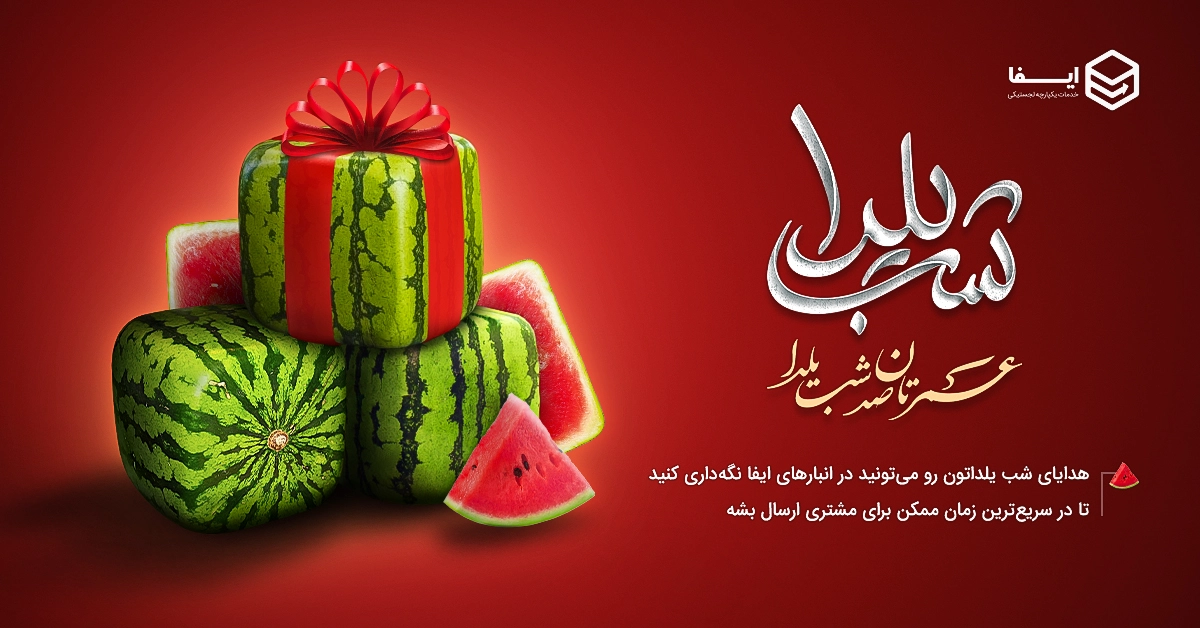 ایفا
خدمات یکپارچه لجستیکی
شب یلدا
عمرتان صد شب یلدا
هدایای شب یلداتون رو می‌تونید در انبارهای ایفا نگه‌داری کنید
تا در سریع‌ترین زمان ممکن برای مشتری ارسال بشه